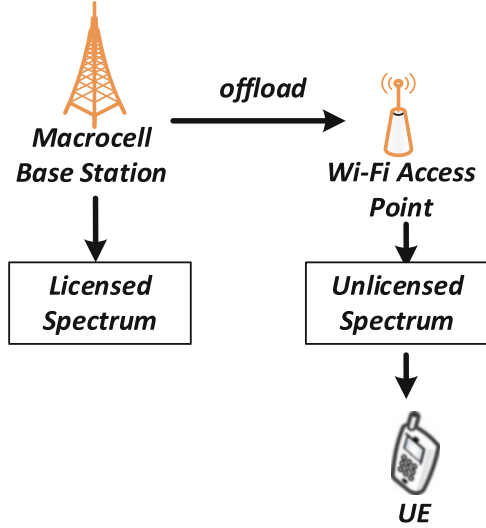 offload
Macrocell
Base Station
Wi-Fi Access
Point
Licensed
Spectrum
Unlicensed
Spectrum
UE